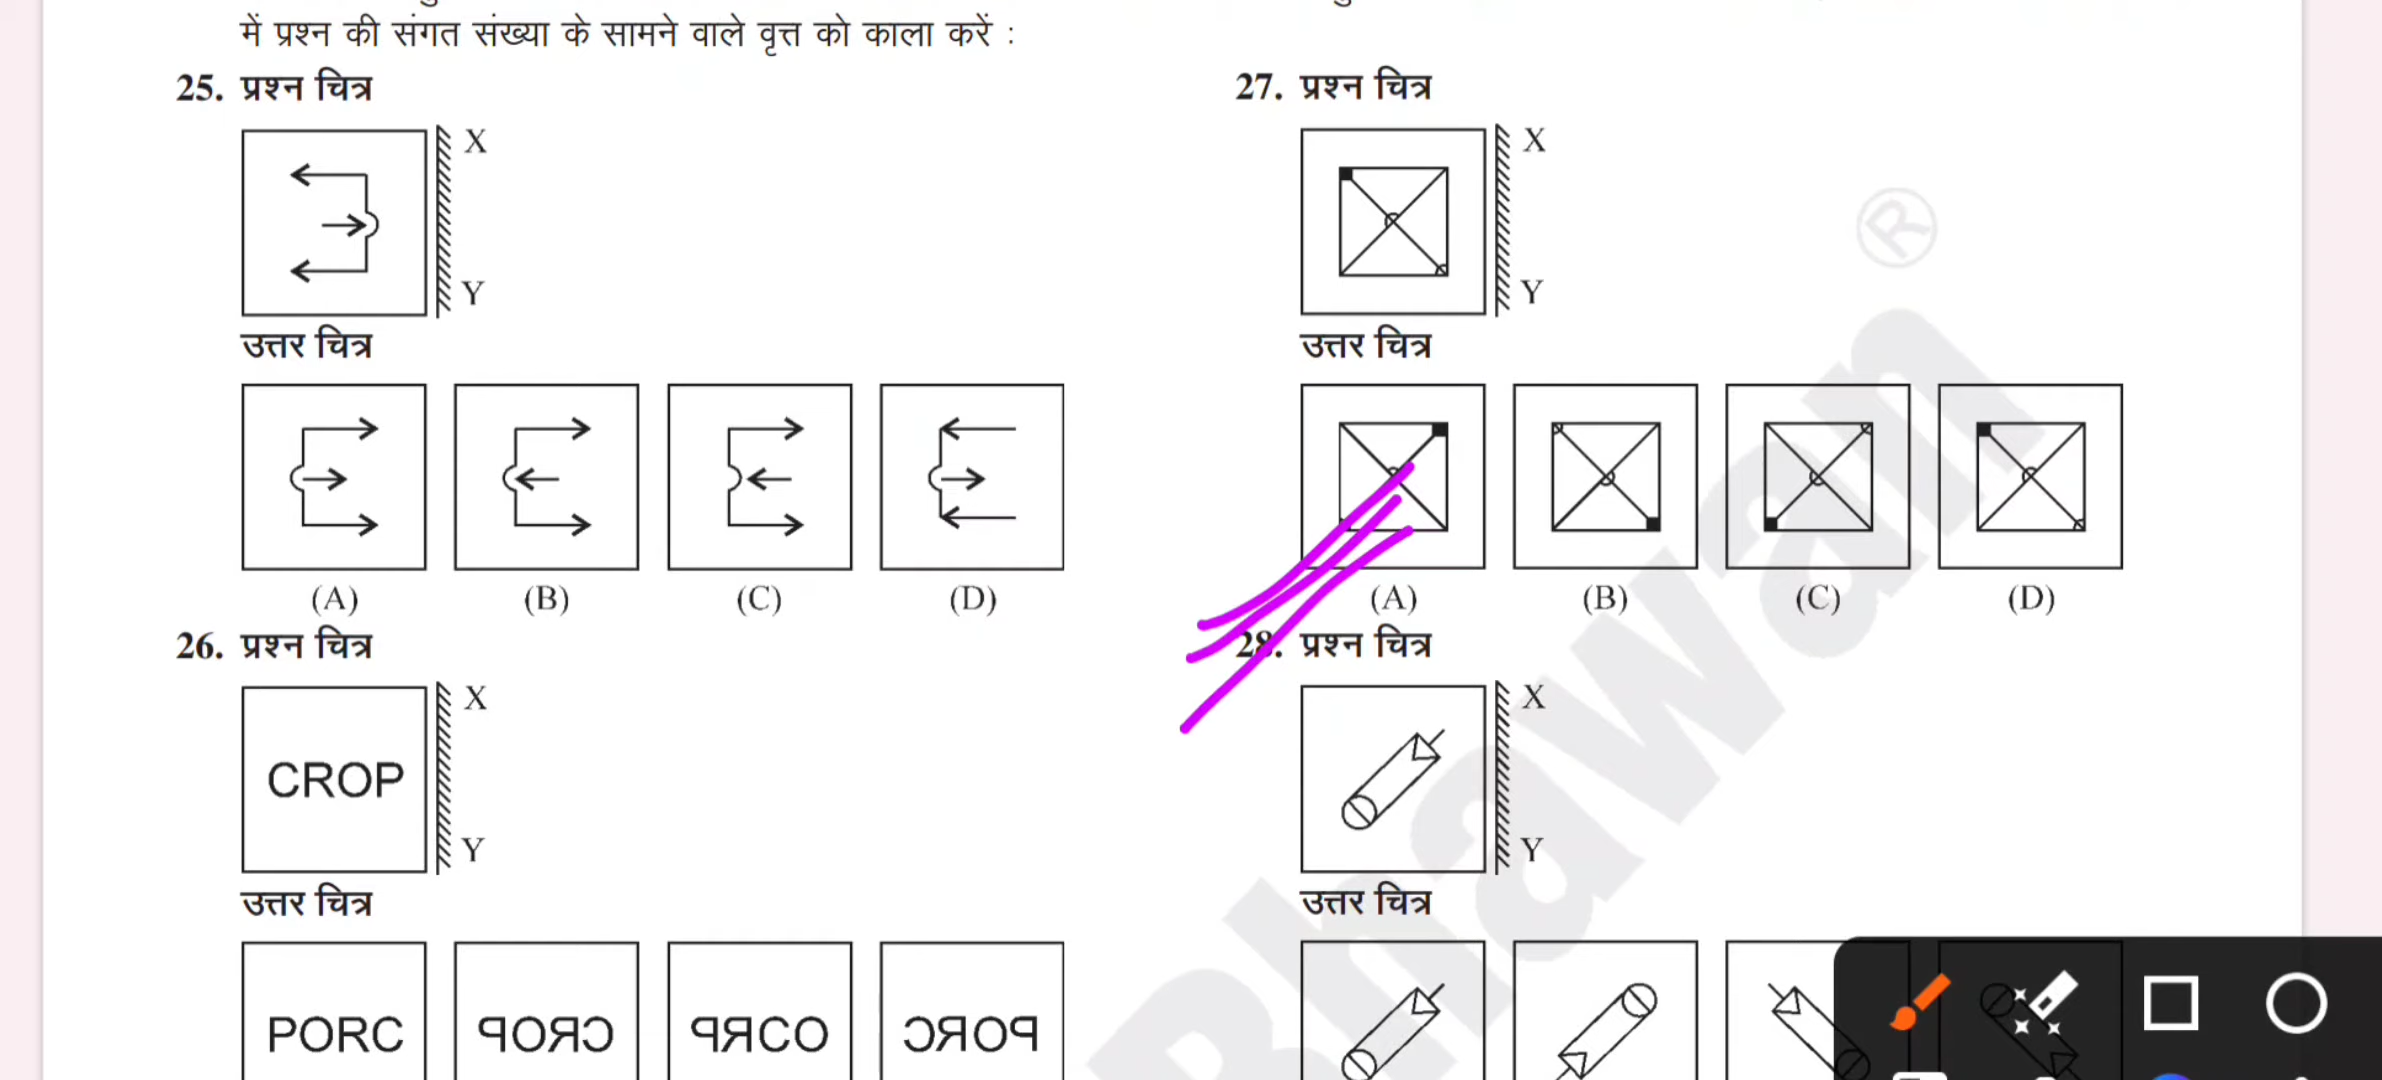 में प्रश्न की संगत संख्या के सामने वाले वृत्त को काला करें :
25. प्रश्न चित्र
X
Y
उत्तर चित्र
(A) (B) (C) (D)
26. प्रश्न चित्र
CROP
X
Y
उत्तर चित्र
PORC
27. प्रश्न चित्र
X
Y
उत्तर चित्र
(A) (B) (C) (D)
28. प्रश्न चित्र
X
Y
उत्तर चित्र
Bhawan ®